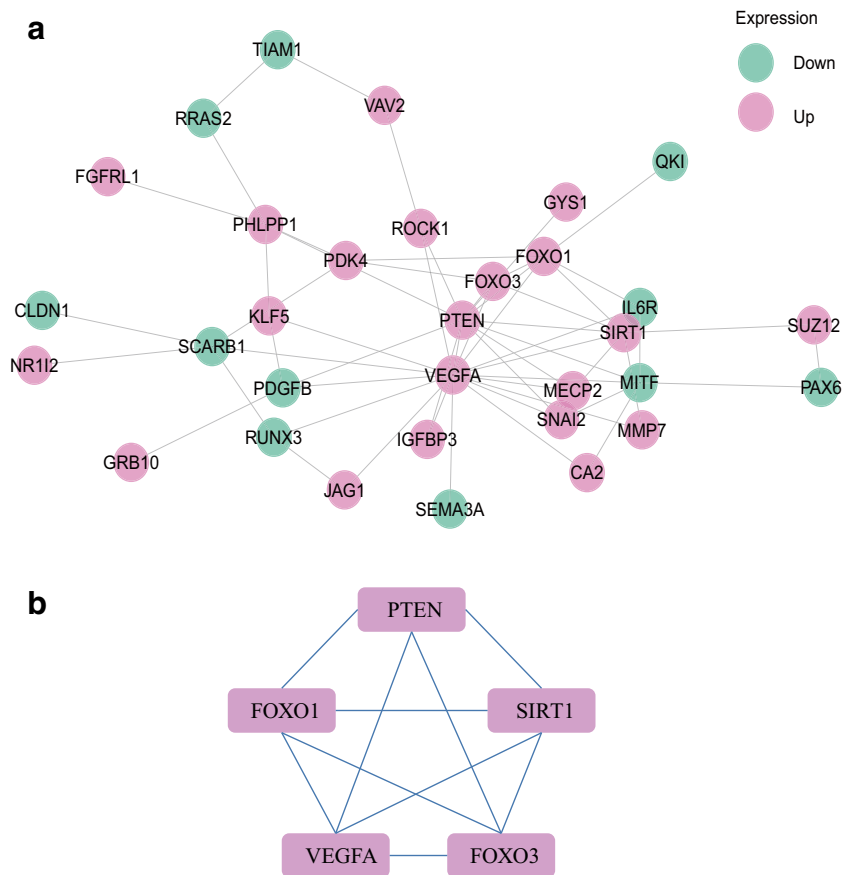 a
Expression
Down
Up
TIAM1
VAV2
RRAS2
QKI
FGFRL1
GYS1
PHLPP1
ROCK1
FOXO1
PDK4
FOXO3
CLDN1
KLF5
PTEN
IL6R
SIRT1
SUZ12
SCARB1
NR1I2
VEGFA
PDGFB
MECP2
MITF
PAX6
SNAI2
RUNX3
IGFBP3
MMP7
GRB10
CA2
JAG1
SEMA3A
b
PTEN
FOXO1
SIRT1
VEGFA
FOXO3